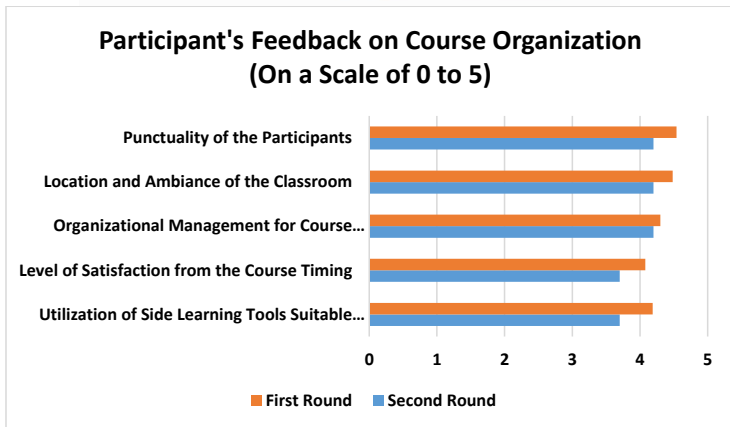 Participant's Feedback on Course Organization
(On a Scale of 0 to 5)
Punctuality of the Participants
Location and Ambiance of the Classroom
Organizational Management for Course...
Level of Satisfaction from the Course Timing
Utilization of Side Learning Tools Suitable...
0 1 2 3 4 5
First Round Second Round